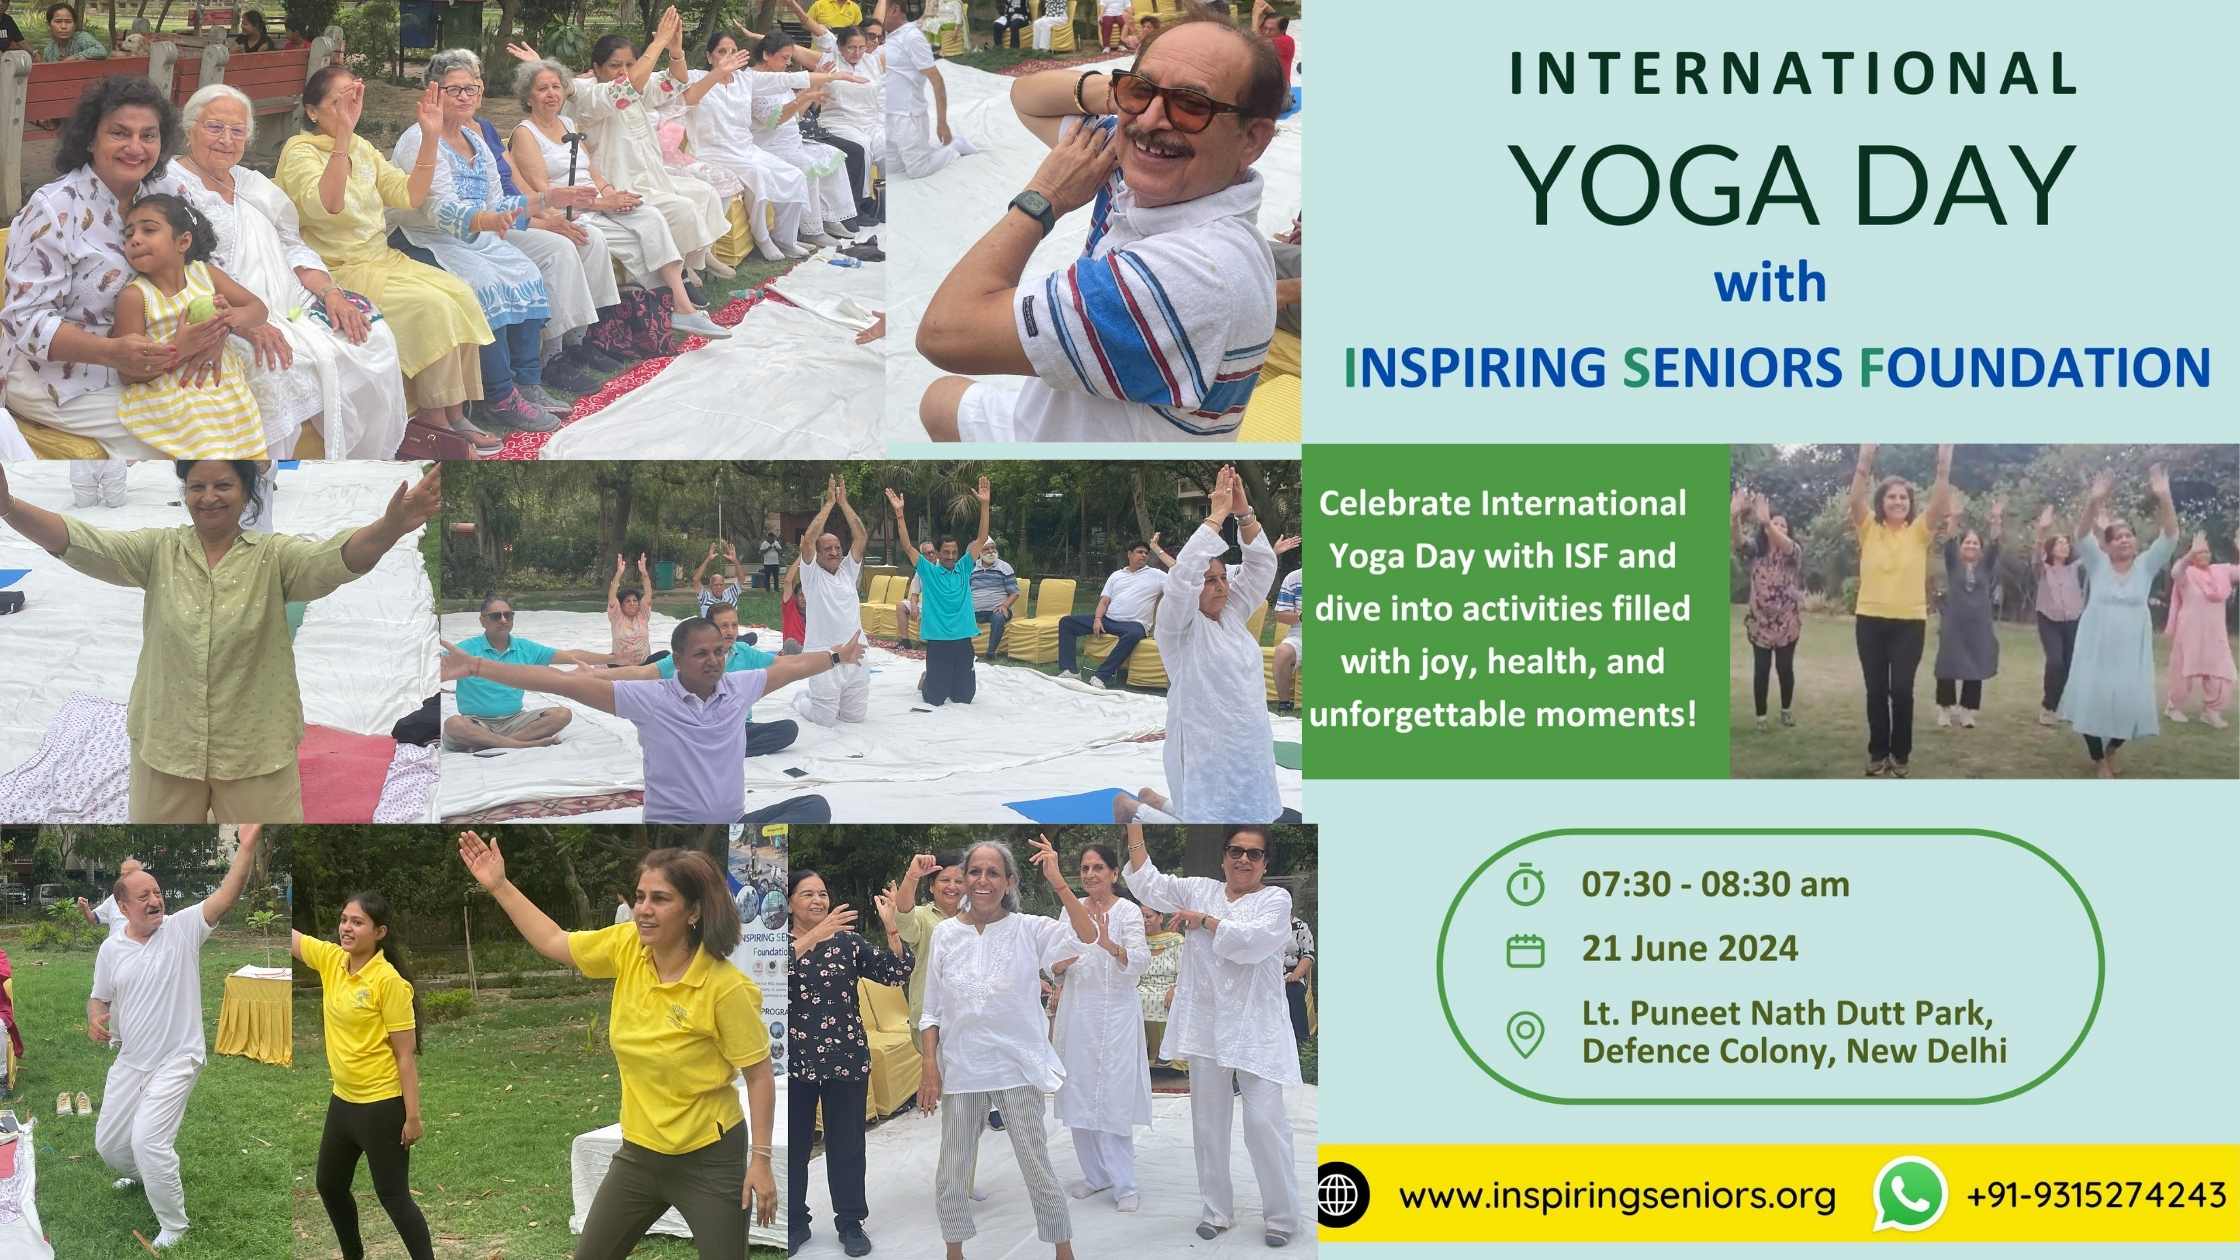 INTERNATIONAL
YOGA DAY
with
INSPIRING SENIORS FOUNDATION
Celebrate International
Yoga Day with ISF and
dive into activities filled
with joy, health, and
unforgettable moments!
07:30 - 08:30 am
21 June 2024
Lt. Puneet Nath Dutt Park,
Defence Colony, New Delhi
www.inspiringseniors.org
+91-9315274243